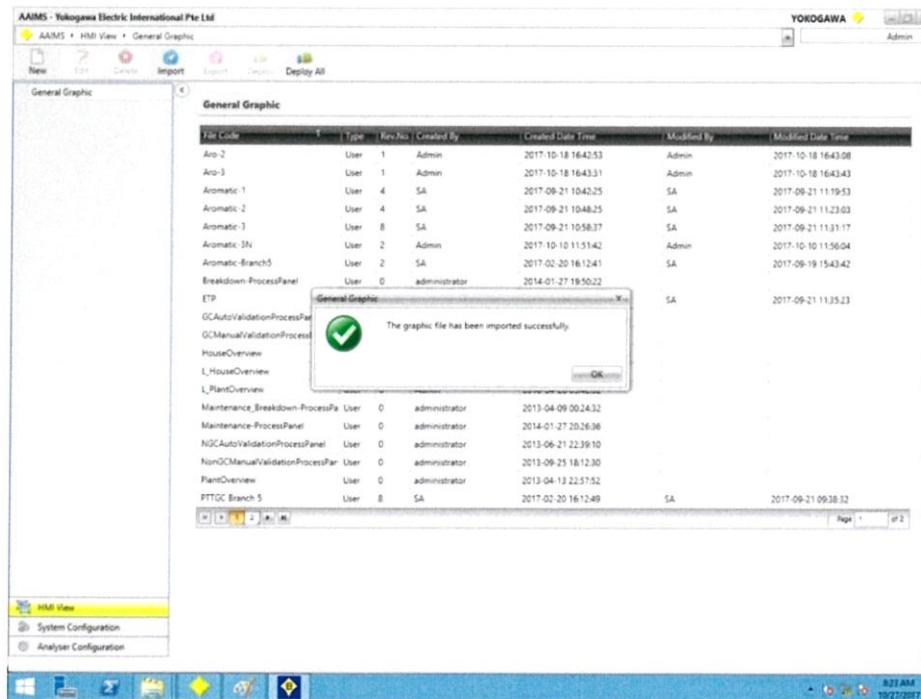 AAIMS - Yokogawa Electric International Pte Ltd
YOKOGAWA
AAIMS HMI View General Graphic
Admin
New Edit Delete Import Export Deploy Deploy All
General Graphic
General Graphic
File Code Type Rev.No Created By Created Date Time Modified By Modified Date Time
Aro-2 User 1 Admin 2017-10-18 16:42:53 Admin 2017-10-18 16:43:08
Aro-3 User 1 Admin 2017-10-18 16:43:31 Admin 2017-10-18 16:43:43
Aromatic-1 User 4 SA 2017-09-21 10:42:25 SA 2017-09-21 11:19:53
Aromatic-2 User 4 SA 2017-09-21 10:48:25 SA 2017-09-21 11:23:03
Aromatic-3 User 8 SA 2017-09-21 10:58:37 SA 2017-09-21 11:31:17
Aromatic-3N User 2 Admin 2017-10-10 11:51:42 Admin 2017-10-10 11:56:04
Aromatic-Branch5 User 2 SA 2017-02-20 16:12:41 SA 2017-09-19 15:43:42
Breakdown-ProcessPanel User 0 administrator 2014-01-27 19:50:22
ETP SA 2017-09-21 11:35:23
General Graphic
The graphic file has been imported successfully.
OK
GCAutoValidationProcessPar
GCManualValidationProcessI
HouseOverview
L_HouseOverview
L_PlantOverview
Maintenance_Breakdown-ProcessPa User 0 administrator 2013-04-09 00:24:32
Maintenance-ProcessPanel User 0 administrator 2014-01-27 20:26:36
NGCAutoValidationProcessPanel User 0 administrator 2013-06-21 22:39:10
NonGCManualValidationProcessPar User 0 administrator 2013-09-25 18:12:30
PlantOverview User 0 administrator 2013-04-13 22:57:52
PTTGC Branch 5 User 8 SA 2017-02-20 16:12:49 SA 2017-09-21 09:38:32
1 2 Page 1 of 2
HMI View
System Configuration
Analyser Configuration
8:23 AM